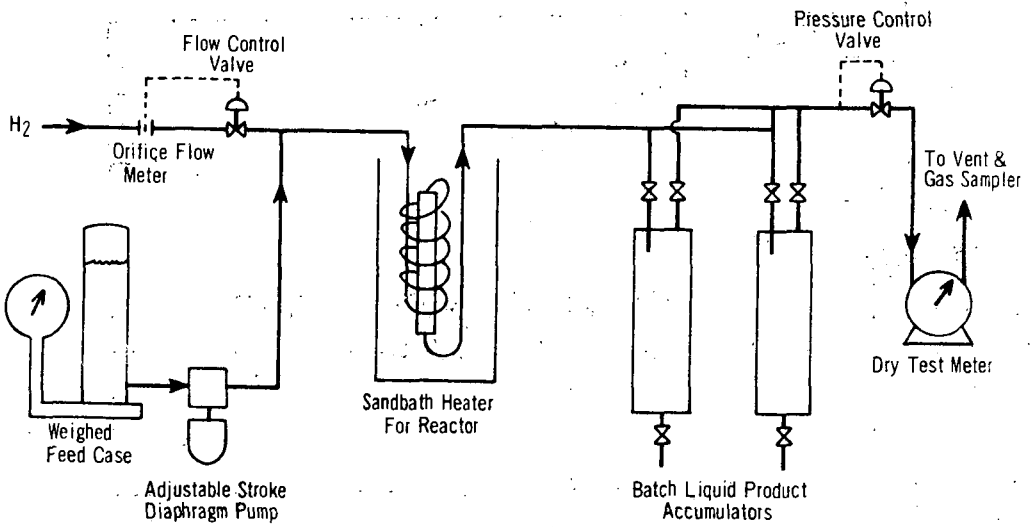 Flow Control
Valve
Pressure Control
Valve
H2
Orifice Flow
Meter
To Vent &
Gas Sampler
Weighed
Feed Case
Sandbath Heater
For Reactor
Dry Test Meter
Adjustable Stroke
Diaphragm Pump
Batch Liquid Product
Accumulators